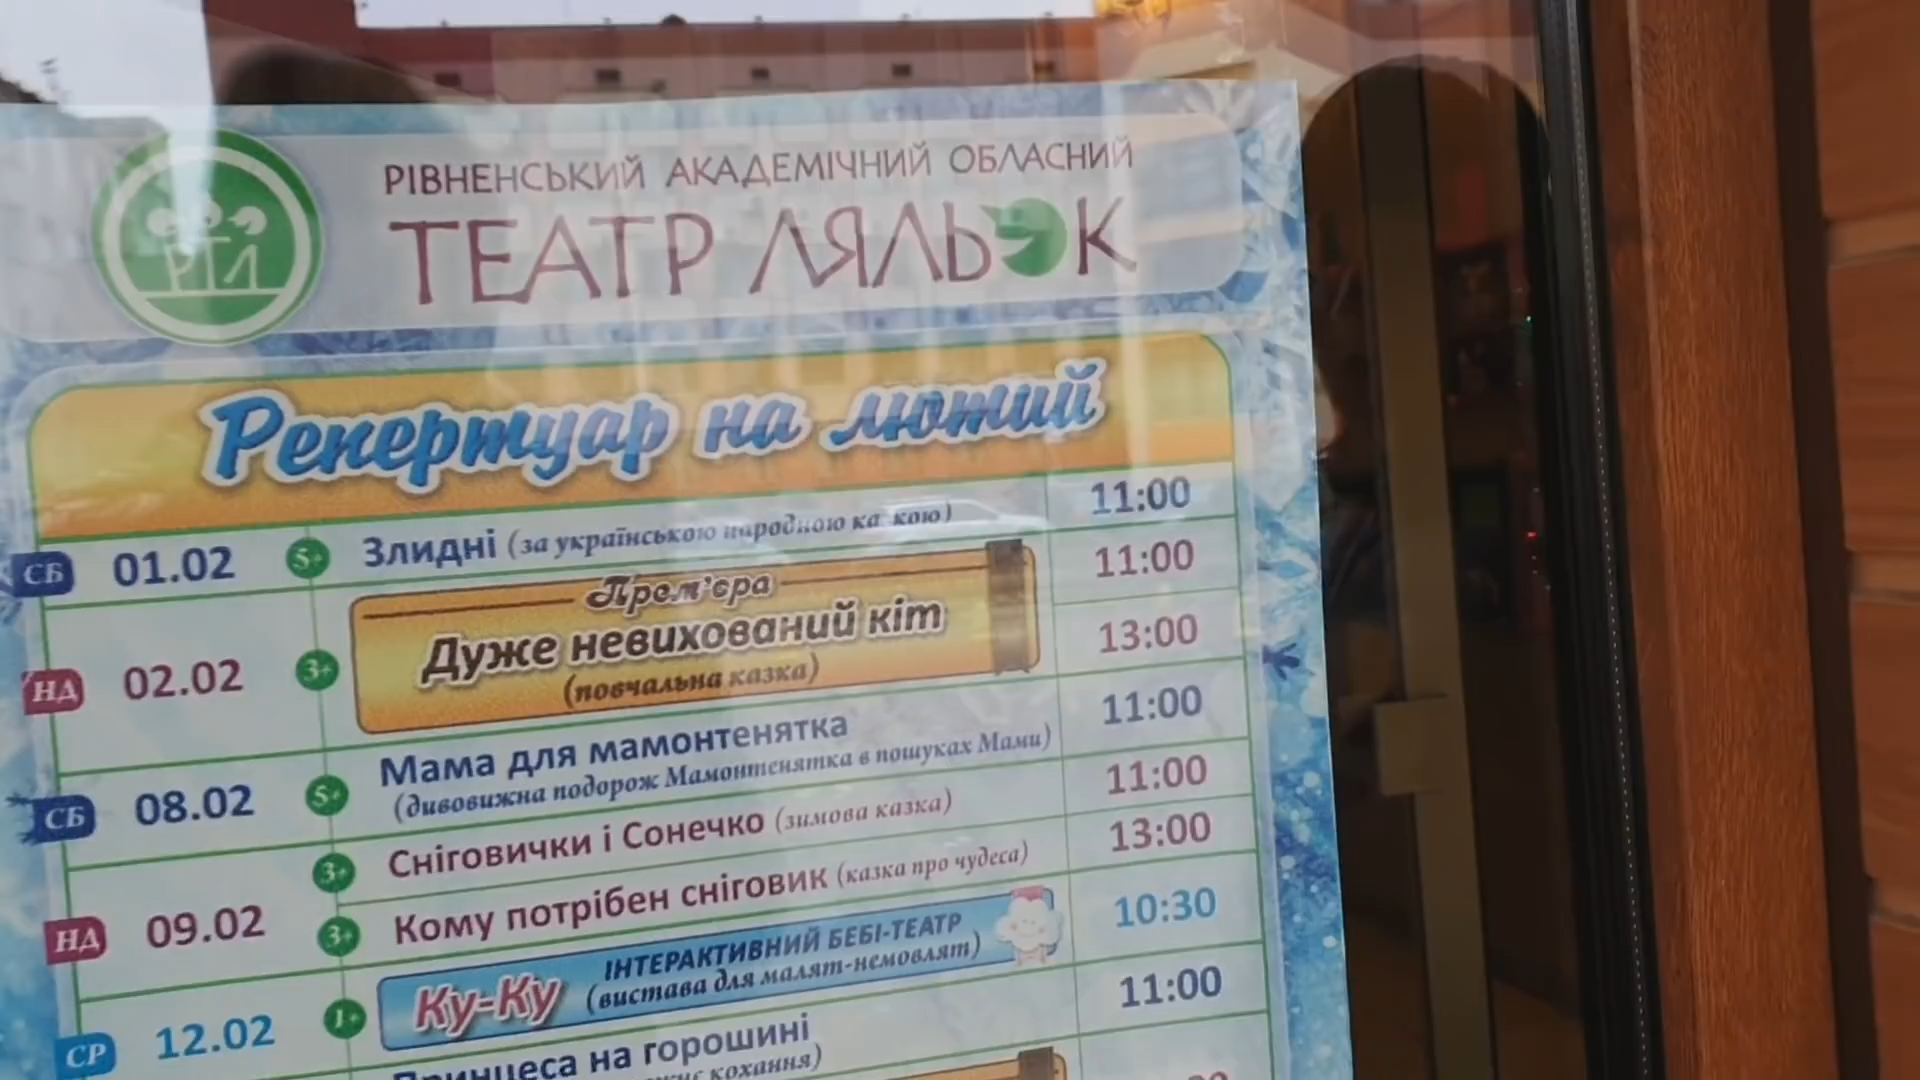 РІВНЕНСЬКИЙ АКАДЕМІЧНИЙ ОБЛАСНИЙ
ТЕАТР ЛЯЛЬОК
Репертуар на лютий
СБ 01.02 5+ Злидні (за українською народною казкою) 11:00
НД 02.02 3+ Прем'єра 11:00
Дуже невихований кіт 13:00
(повчальна казка)
СБ 08.02 5+ Мама для мамонтенятка 11:00
(дивовижна подорож Мамонтенятка в пошуках Мами)
НД 09.02 3+ Сніговички і Сонечко (зимова казка) 11:00
3+ Кому потрібен сніговик (казка про чудеса) 13:00
СР 12.02 1+ Ку-Ку ІНТЕРАКТИВНИЙ БЕБІ-ТЕАТР 10:30
(вистава для малят-немовлят)
Принцеса на горошині 11:00
кохання)